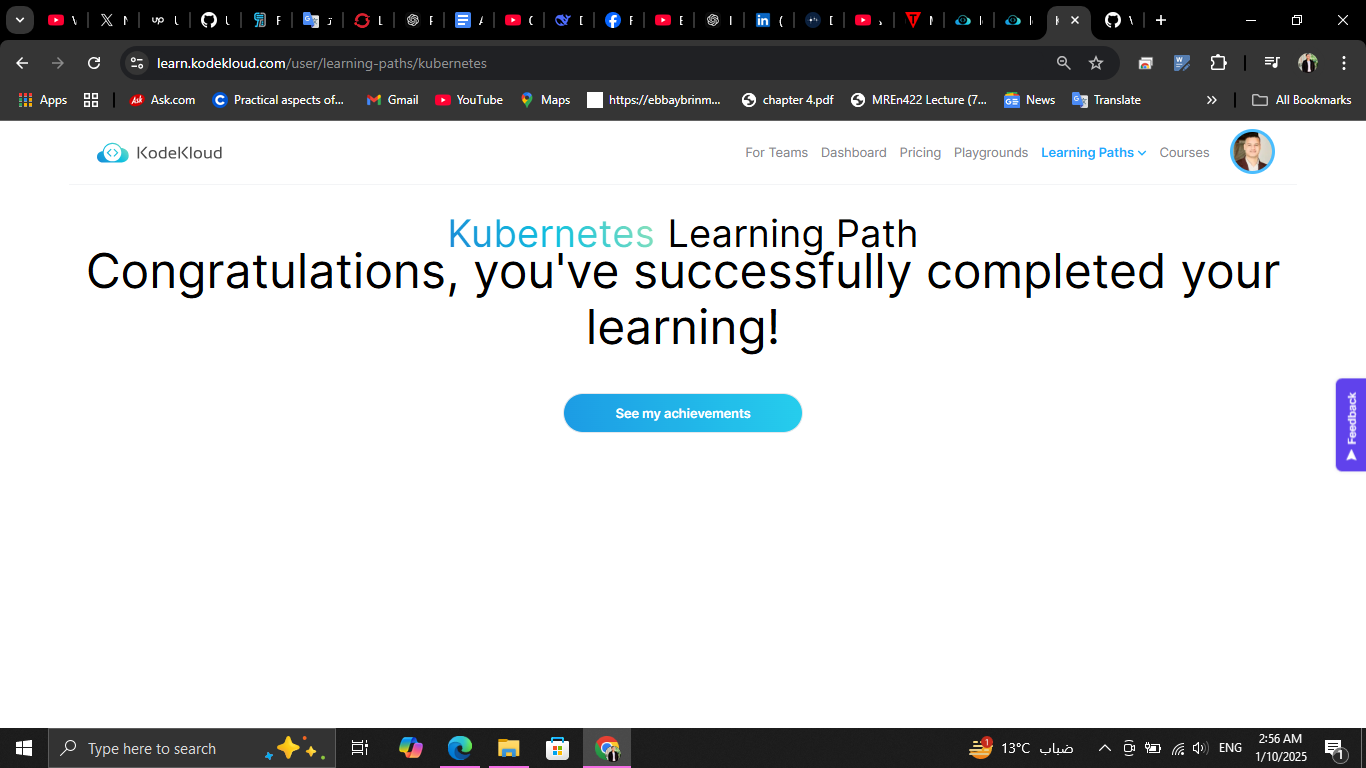 learn.kodekloud.com/user/learning-paths/kubernetes
Apps
Ask.com
Practical aspects of...
Gmail
YouTube
Maps
https://ebbaybrinm...
chapter 4.pdf
MREn422 Lecture (7...
News
Translate
All Bookmarks
KodeKloud
For Teams
Dashboard
Pricing
Playgrounds
Learning Paths
Courses
Kubernetes Learning Path
Congratulations, you've successfully completed your
learning!
See my achievements
Feedback
Type here to search
13°C ضباب
ENG
2:56 AM
1/10/2025